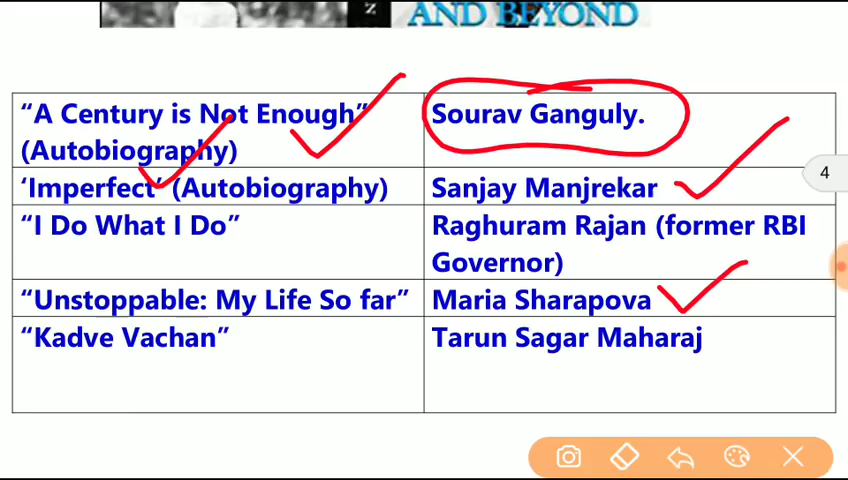 Z
AND BEYOND
“A Century is Not Enough” Sourav Ganguly.
(Autobiography)
‘Imperfect’ (Autobiography) Sanjay Manjrekar
4
“I Do What I Do” Raghuram Rajan (former RBI
Governor)
“Unstoppable: My Life So far” Maria Sharapova
“Kadve Vachan” Tarun Sagar Maharaj